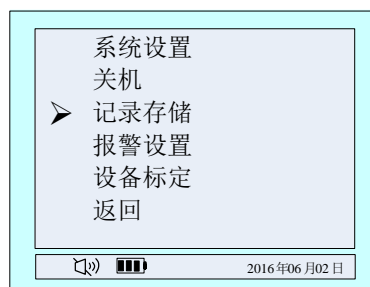 系统设置
关机
记录存储
报警设置
设备标定
返回
2016年06月02日